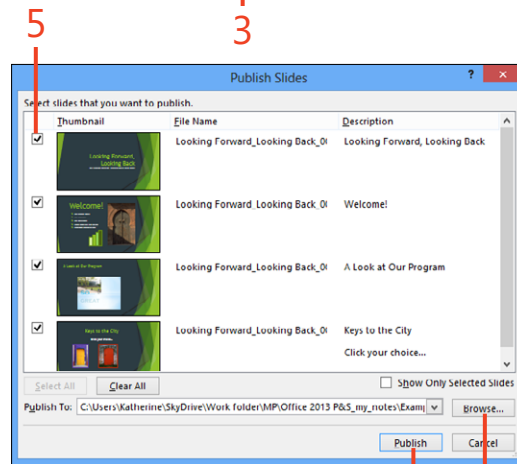 5
3
Publish Slides ?
Select slides that you want to publish.
Thumbnail File Name Description
Looking Forward, Looking Back
Looking Forward_Looking Back_0 Looking Forward, Looking Back
Welcome!
Looking Forward_Looking Back_0 Welcome!
A Look at Our Program
Looking Forward_Looking Back_0 A Look at Our Program
Keys to the City
Looking Forward_Looking Back_0 Keys to the City
Click your choice...
Select All Clear All Show Only Selected Slides
Publish To: C:\Users\Katherine\SkyDrive\Work folder\MP\Office 2013 P&S_my_notes\Examp Browse...
Publish Cancel